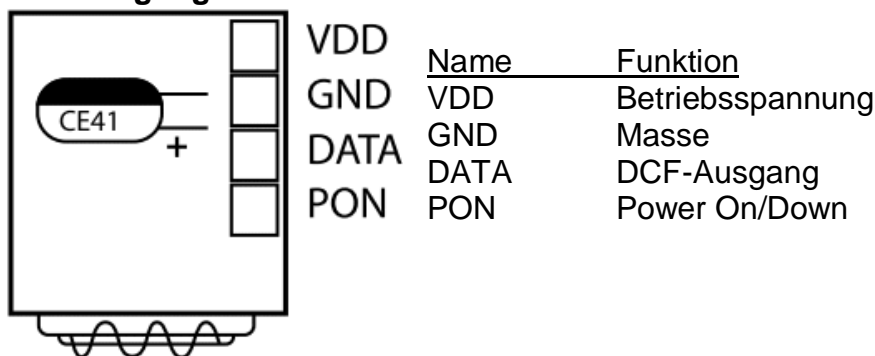 VDD
GND
DATA
PON
CE41
+
Name Funktion
VDD Betriebsspannung
GND Masse
DATA DCF-Ausgang
PON Power On/Down